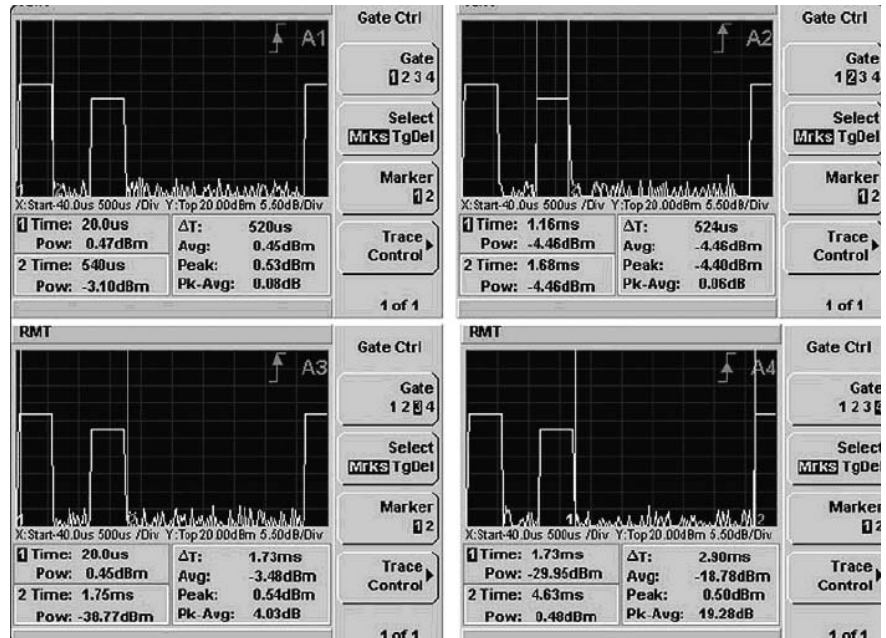 A1
Gate Ctrl
Gate
1 2 3 4
Select
Mrks TgDel
Marker
1 2
Trace
Control
1 of 1
X:Start-40.0us 500us /Div Y:Top 20.00dBm 5.50dB/Div
1 Time: 20.0us
Pow: 0.47dBm
2 Time: 540us
Pow: -3.10dBm
ΔT: 520us
Avg: 0.45dBm
Peak: 0.53dBm
Pk-Avg: 0.08dB
A2
Gate Ctrl
Gate
1 2 3 4
Select
Mrks TgDel
Marker
1 2
Trace
Control
1 of 1
X:Start-40.0us 500us /Div Y:Top 20.00dBm 5.50dB/Div
1 Time: 1.16ms
Pow: -4.46dBm
2 Time: 1.68ms
Pow: -4.46dBm
ΔT: 524us
Avg: -4.46dBm
Peak: -4.40dBm
Pk-Avg: 0.06dB
RMT
A3
Gate Ctrl
Gate
1 2 3 4
Select
Mrks TgDel
Marker
1 2
Trace
Control
1 of 1
1
X:Start-40.0us 500us /Div Y:Top 20.00dBm 5.50dB/Div
1 Time: 20.0us
Pow: 0.45dBm
2 Time: 1.75ms
Pow: -38.77dBm
ΔT: 1.73ms
Avg: -3.48dBm
Peak: 0.54dBm
Pk-Avg: 4.03dB
RMT
A4
Gate Ctrl
Gate
1 2 3 4
Select
Mrks TgDel
Marker
1 2
Trace
Control
1 of 1
1 2
X:Start-40.0us 500us /Div Y:Top 20.00dBm 5.50dB/Div
1 Time: 1.73ms
Pow: -29.95dBm
2 Time: 4.63ms
Pow: 0.48dBm
ΔT: 2.90ms
Avg: -18.78dBm
Peak: 0.50dBm
Pk-Avg: 19.28dB